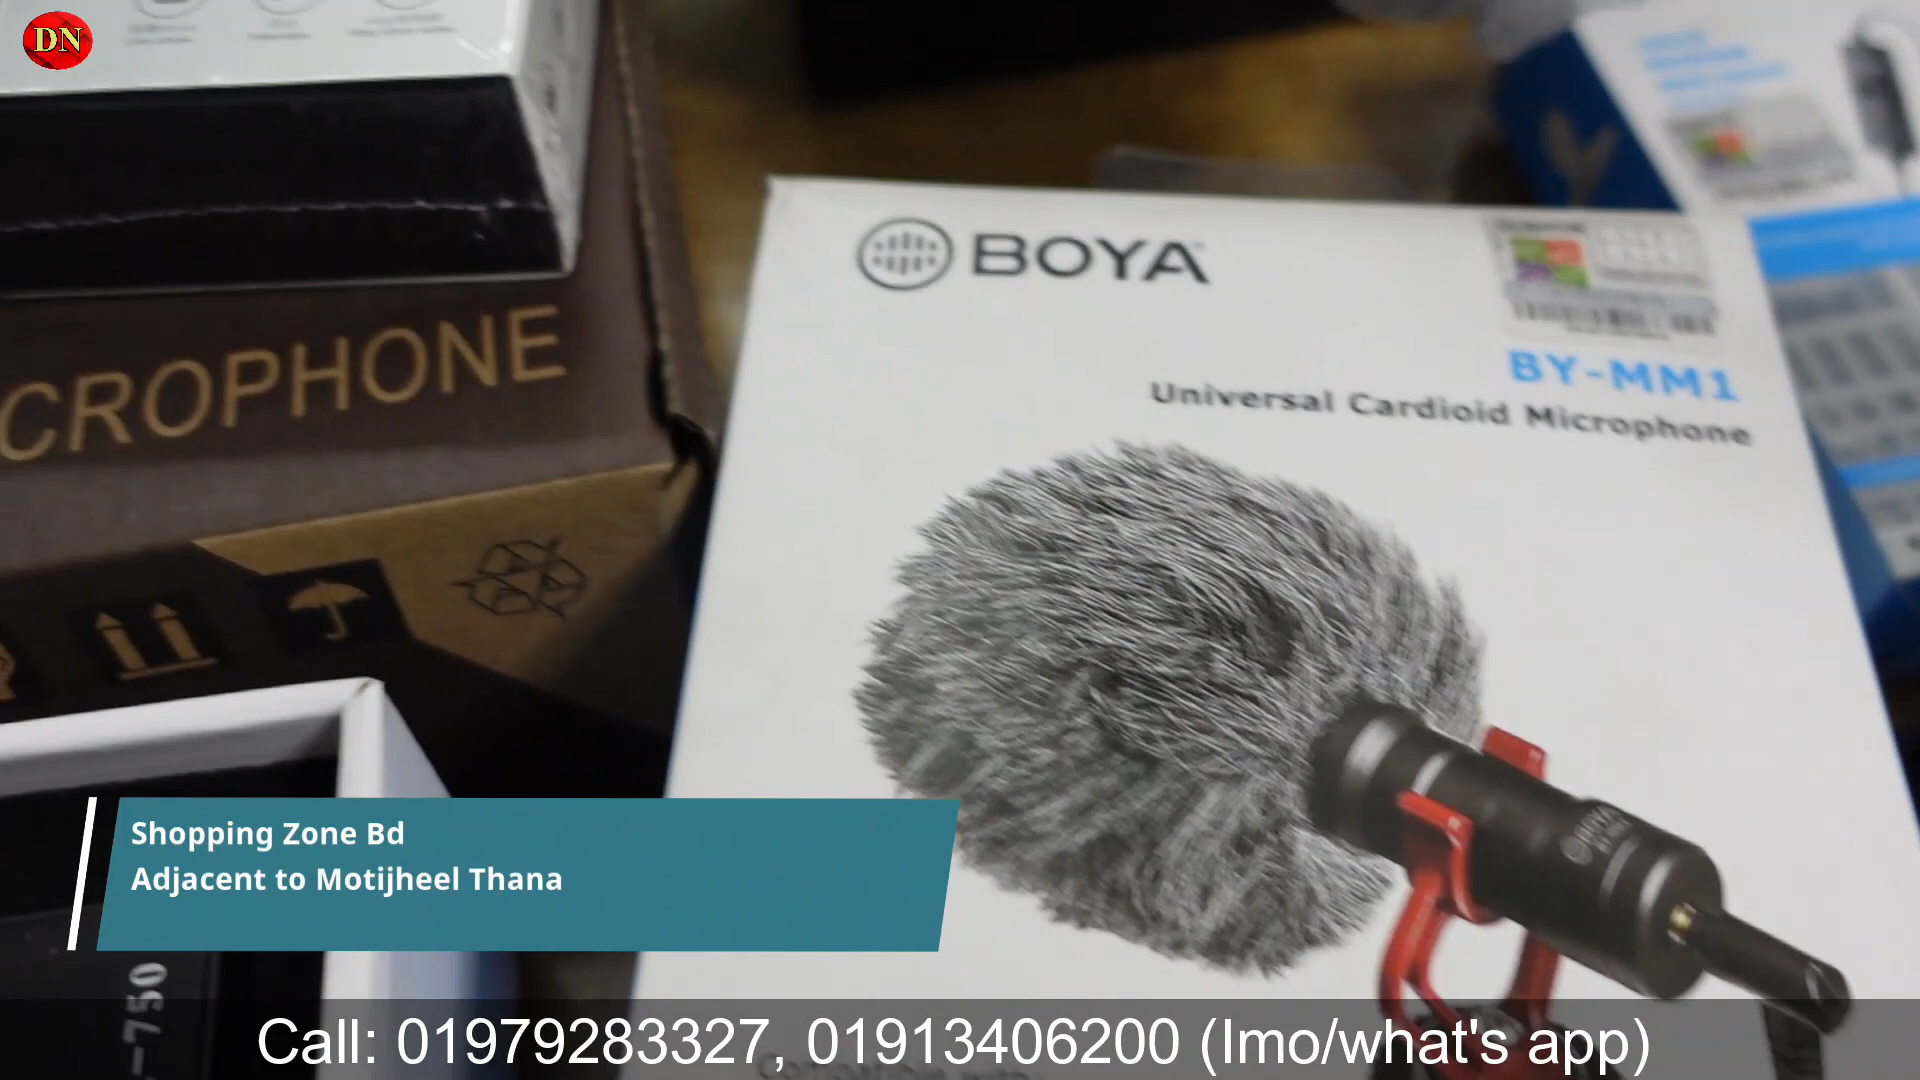 DN
BOYA
BY-MM1
Universal Cardioid Microphone
CROPHONE
Shopping Zone Bd
Adjacent to Motijheel Thana
-750
Call: 01979283327, 01913406200 (Imo/what's app)